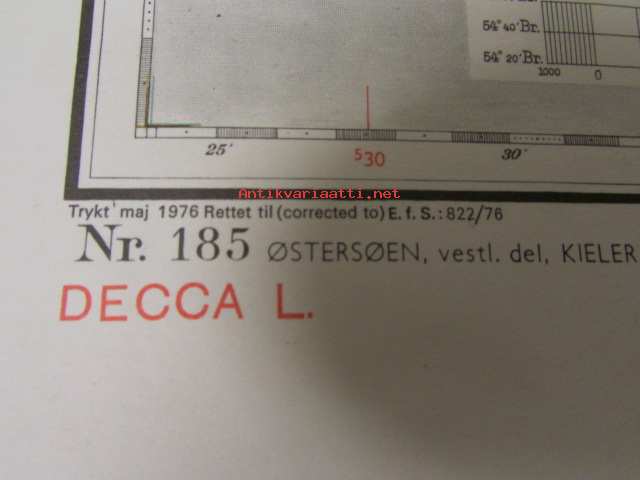 54° 40' Br.
54° 20' Br.
1000 0
25' 530 30'
Antikvariaatti.net
Trykt maj 1976 Rettet til (corrected to) E. f. S.: 822/76
Nr. 185 ØSTERSØEN, vestl. del, KIELER
DECCA L.